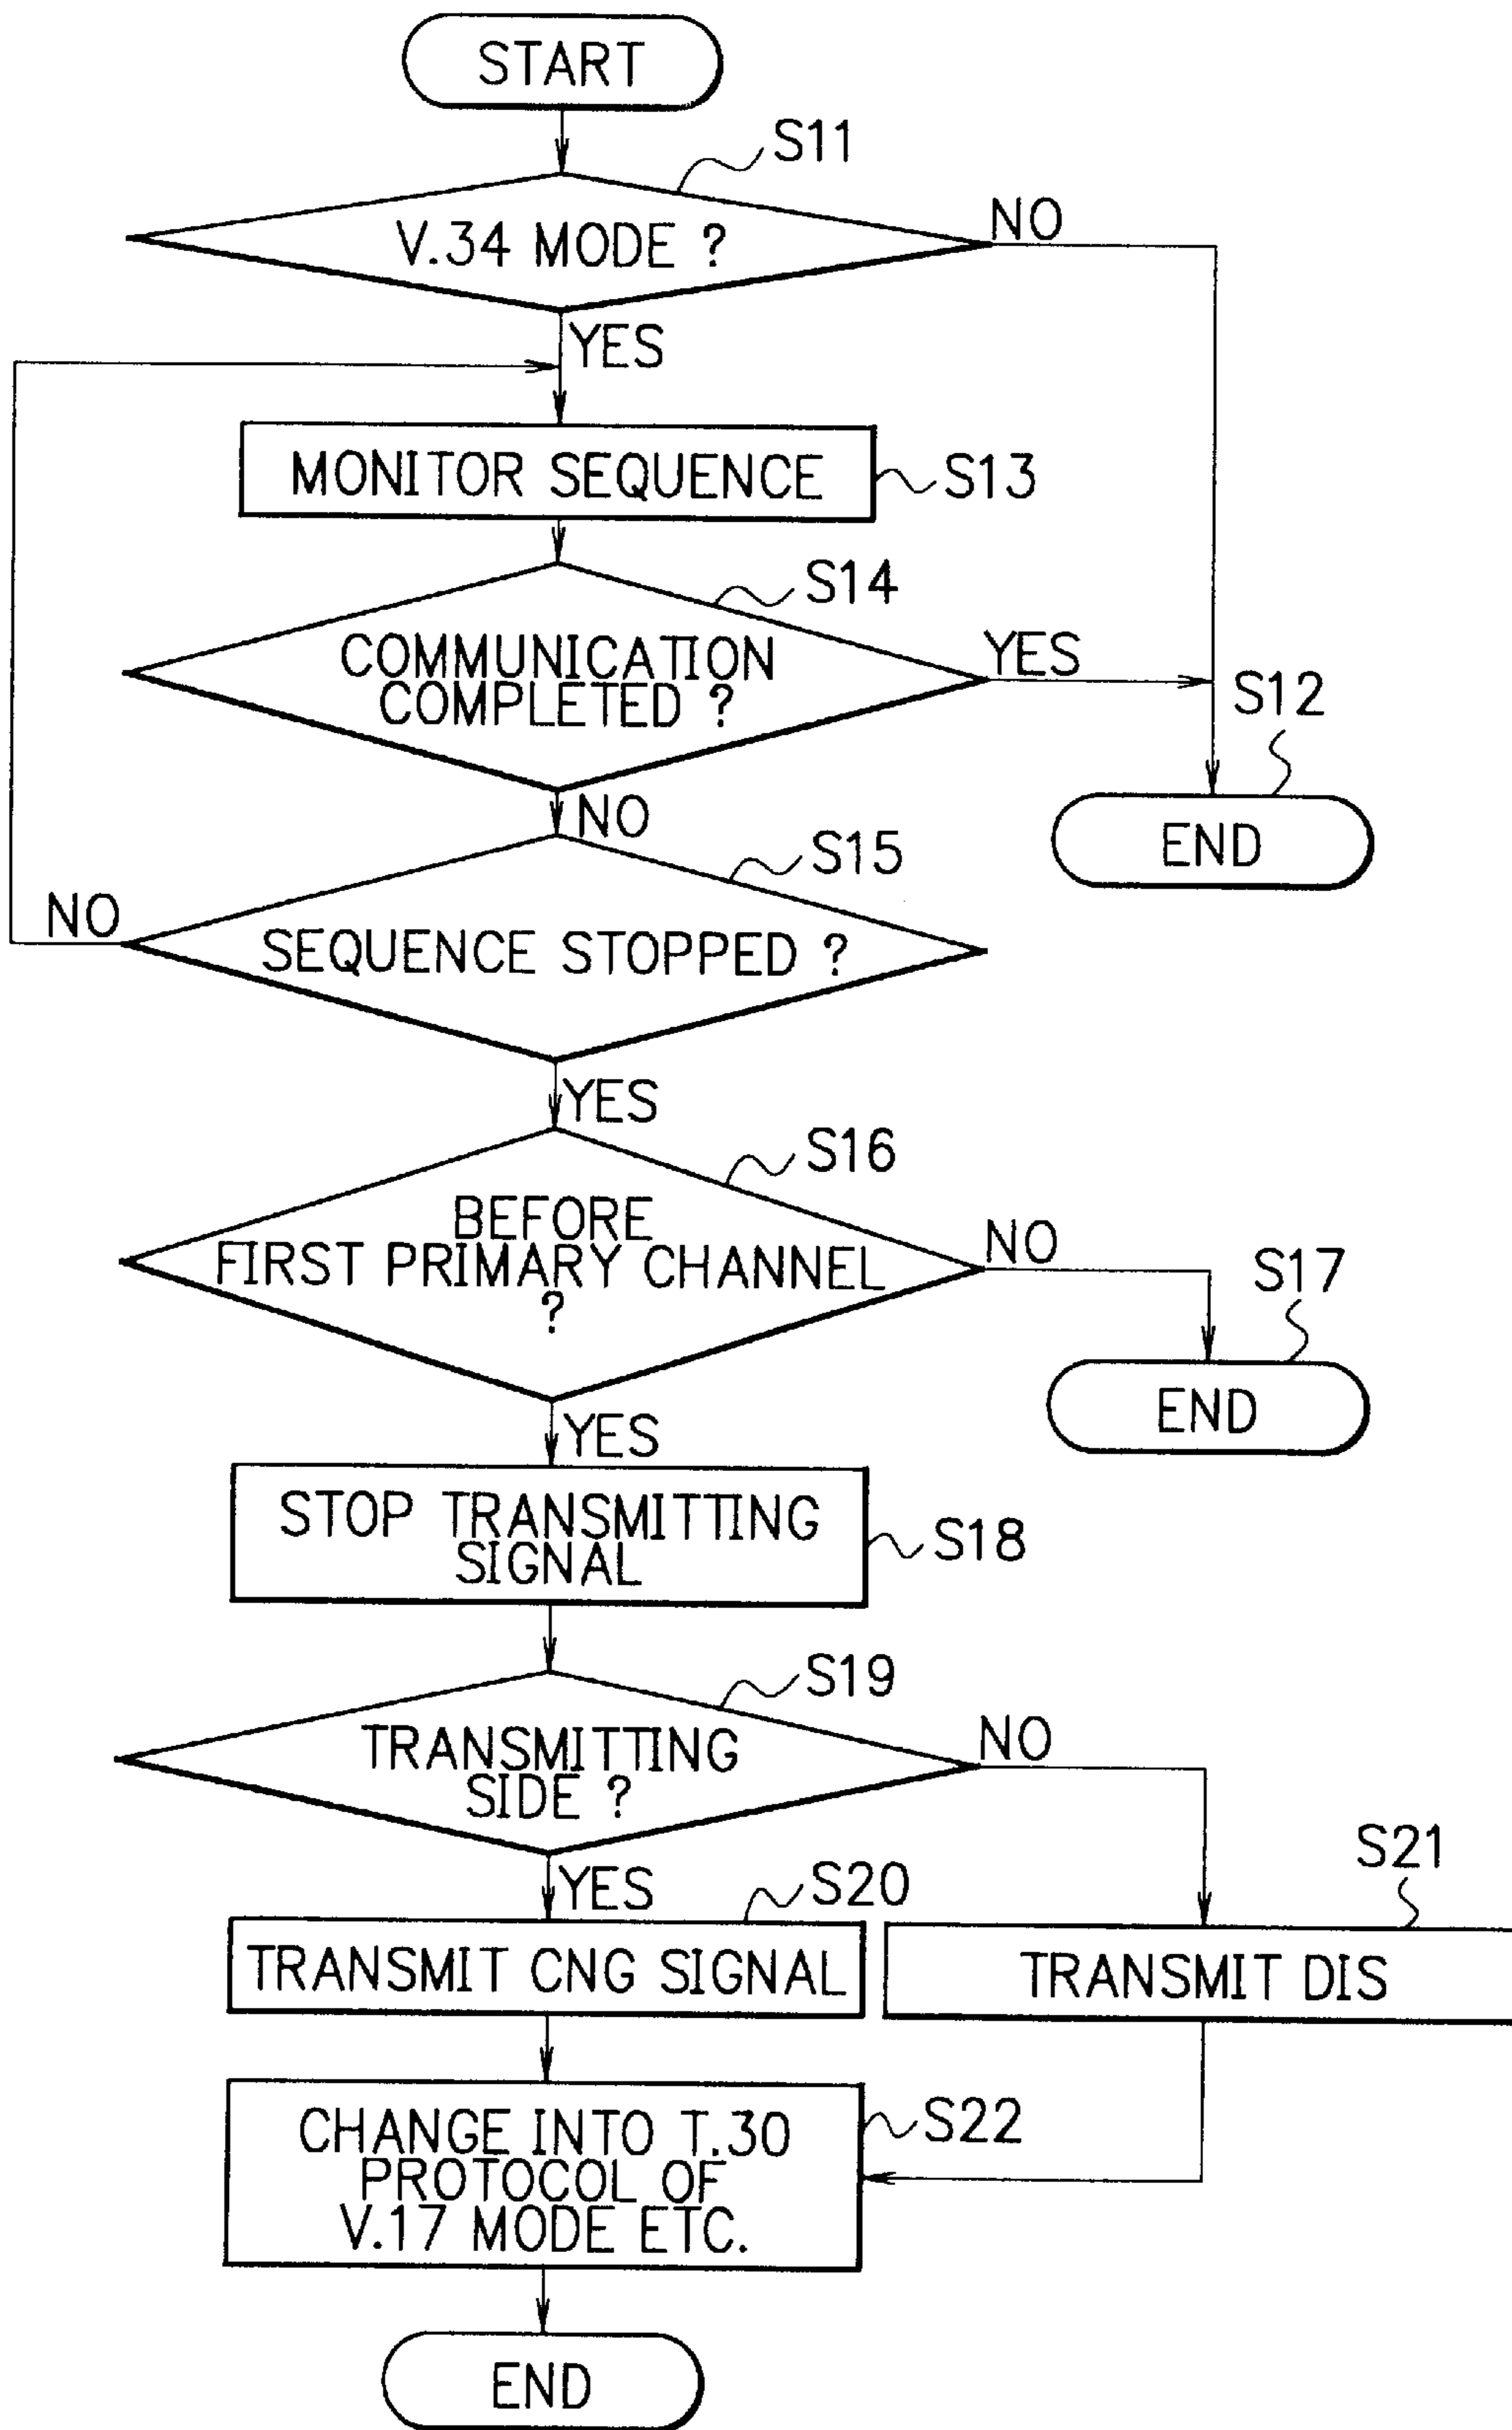 START
S11
V.34 MODE ?
NO
YES
MONITOR SEQUENCE
S13
S14
COMMUNICATION
COMPLETED ?
YES
S12
NO
END
S15
NO
SEQUENCE STOPPED ?
YES
S16
BEFORE
FIRST PRIMARY CHANNEL
?
NO
S17
END
YES
STOP TRANSMITTING
SIGNAL
S18
S19
TRANSMITTING
SIDE ?
NO
S21
YES
S20
TRANSMIT CNG SIGNAL
TRANSMIT DIS
CHANGE INTO T.30
PROTOCOL OF
V.17 MODE ETC.
S22
END